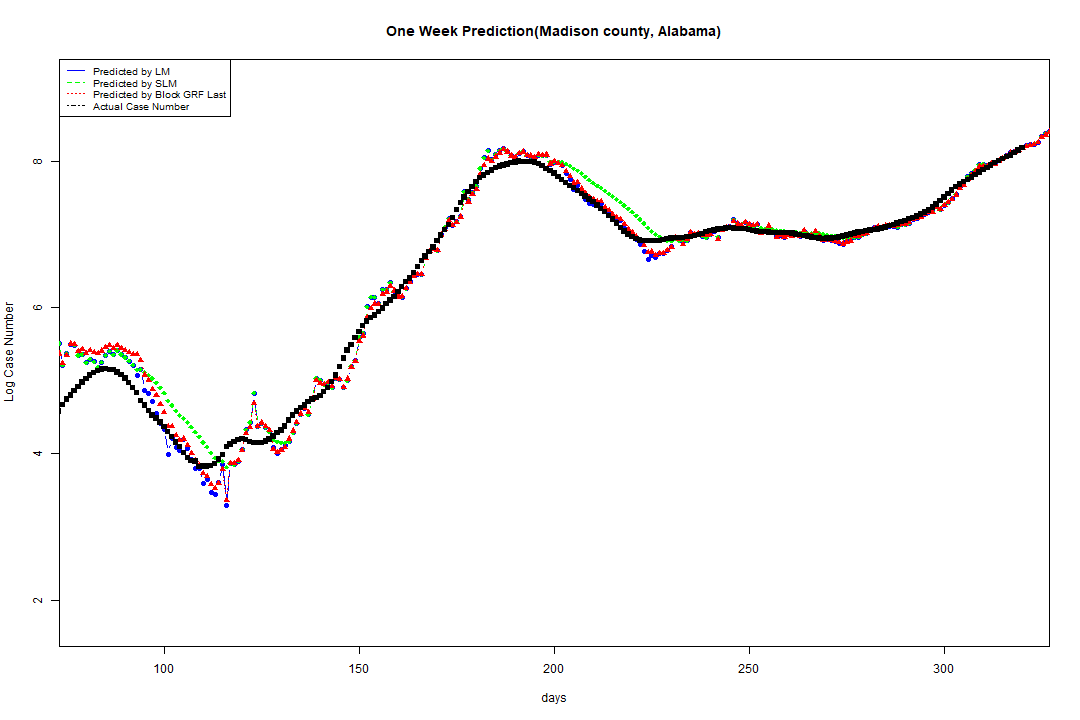 One Week Prediction(Madison county, Alabama)
Predicted by LM
Predicted by SLM
Predicted by Block GRF Last
Actual Case Number
8
6
4
2
Log Case Number
100 150 200 250 300
days